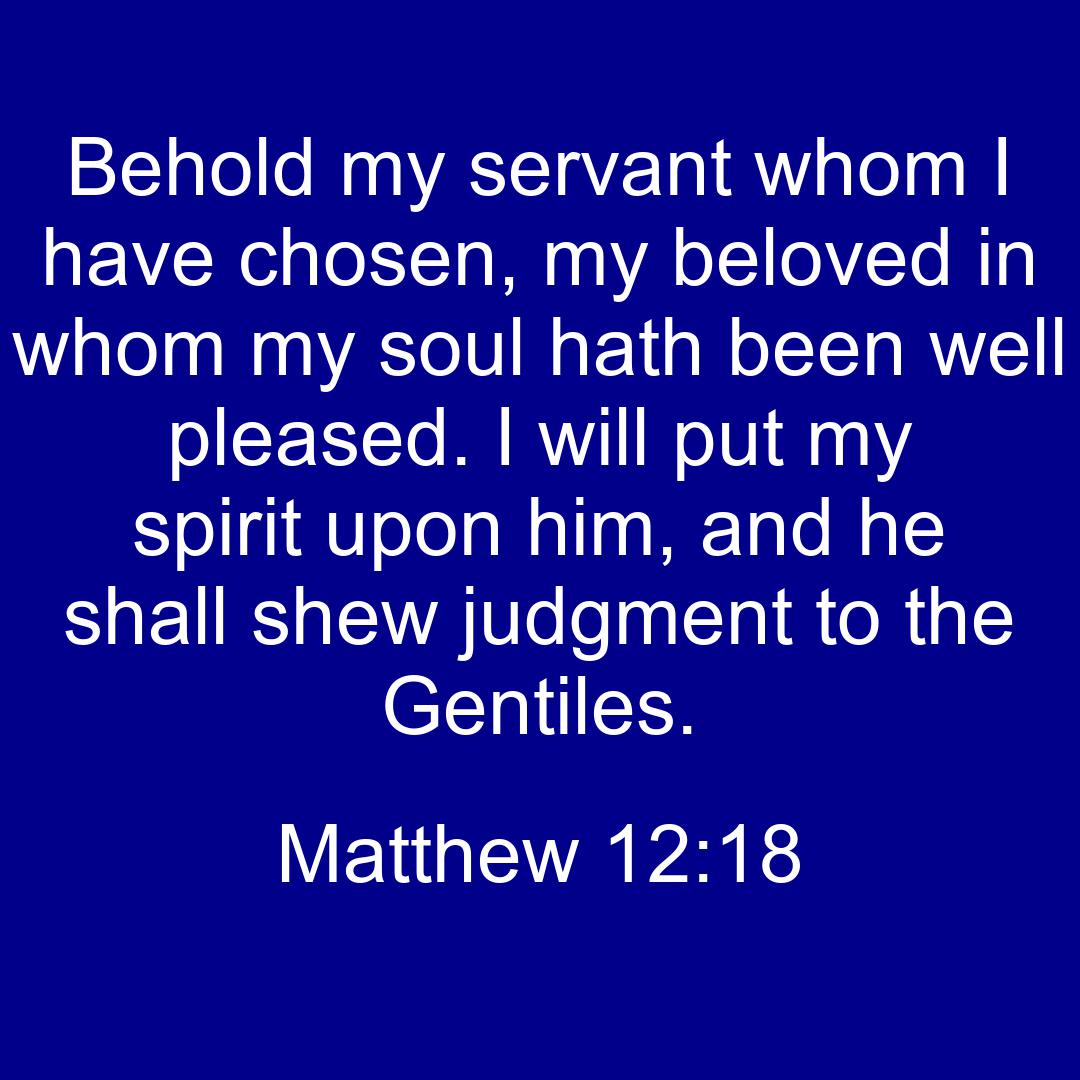 Behold my servant whom I
have chosen, my beloved in
whom my soul hath been well
pleased. I will put my
spirit upon him, and he
shall shew judgment to the
Gentiles.
Matthew 12:18